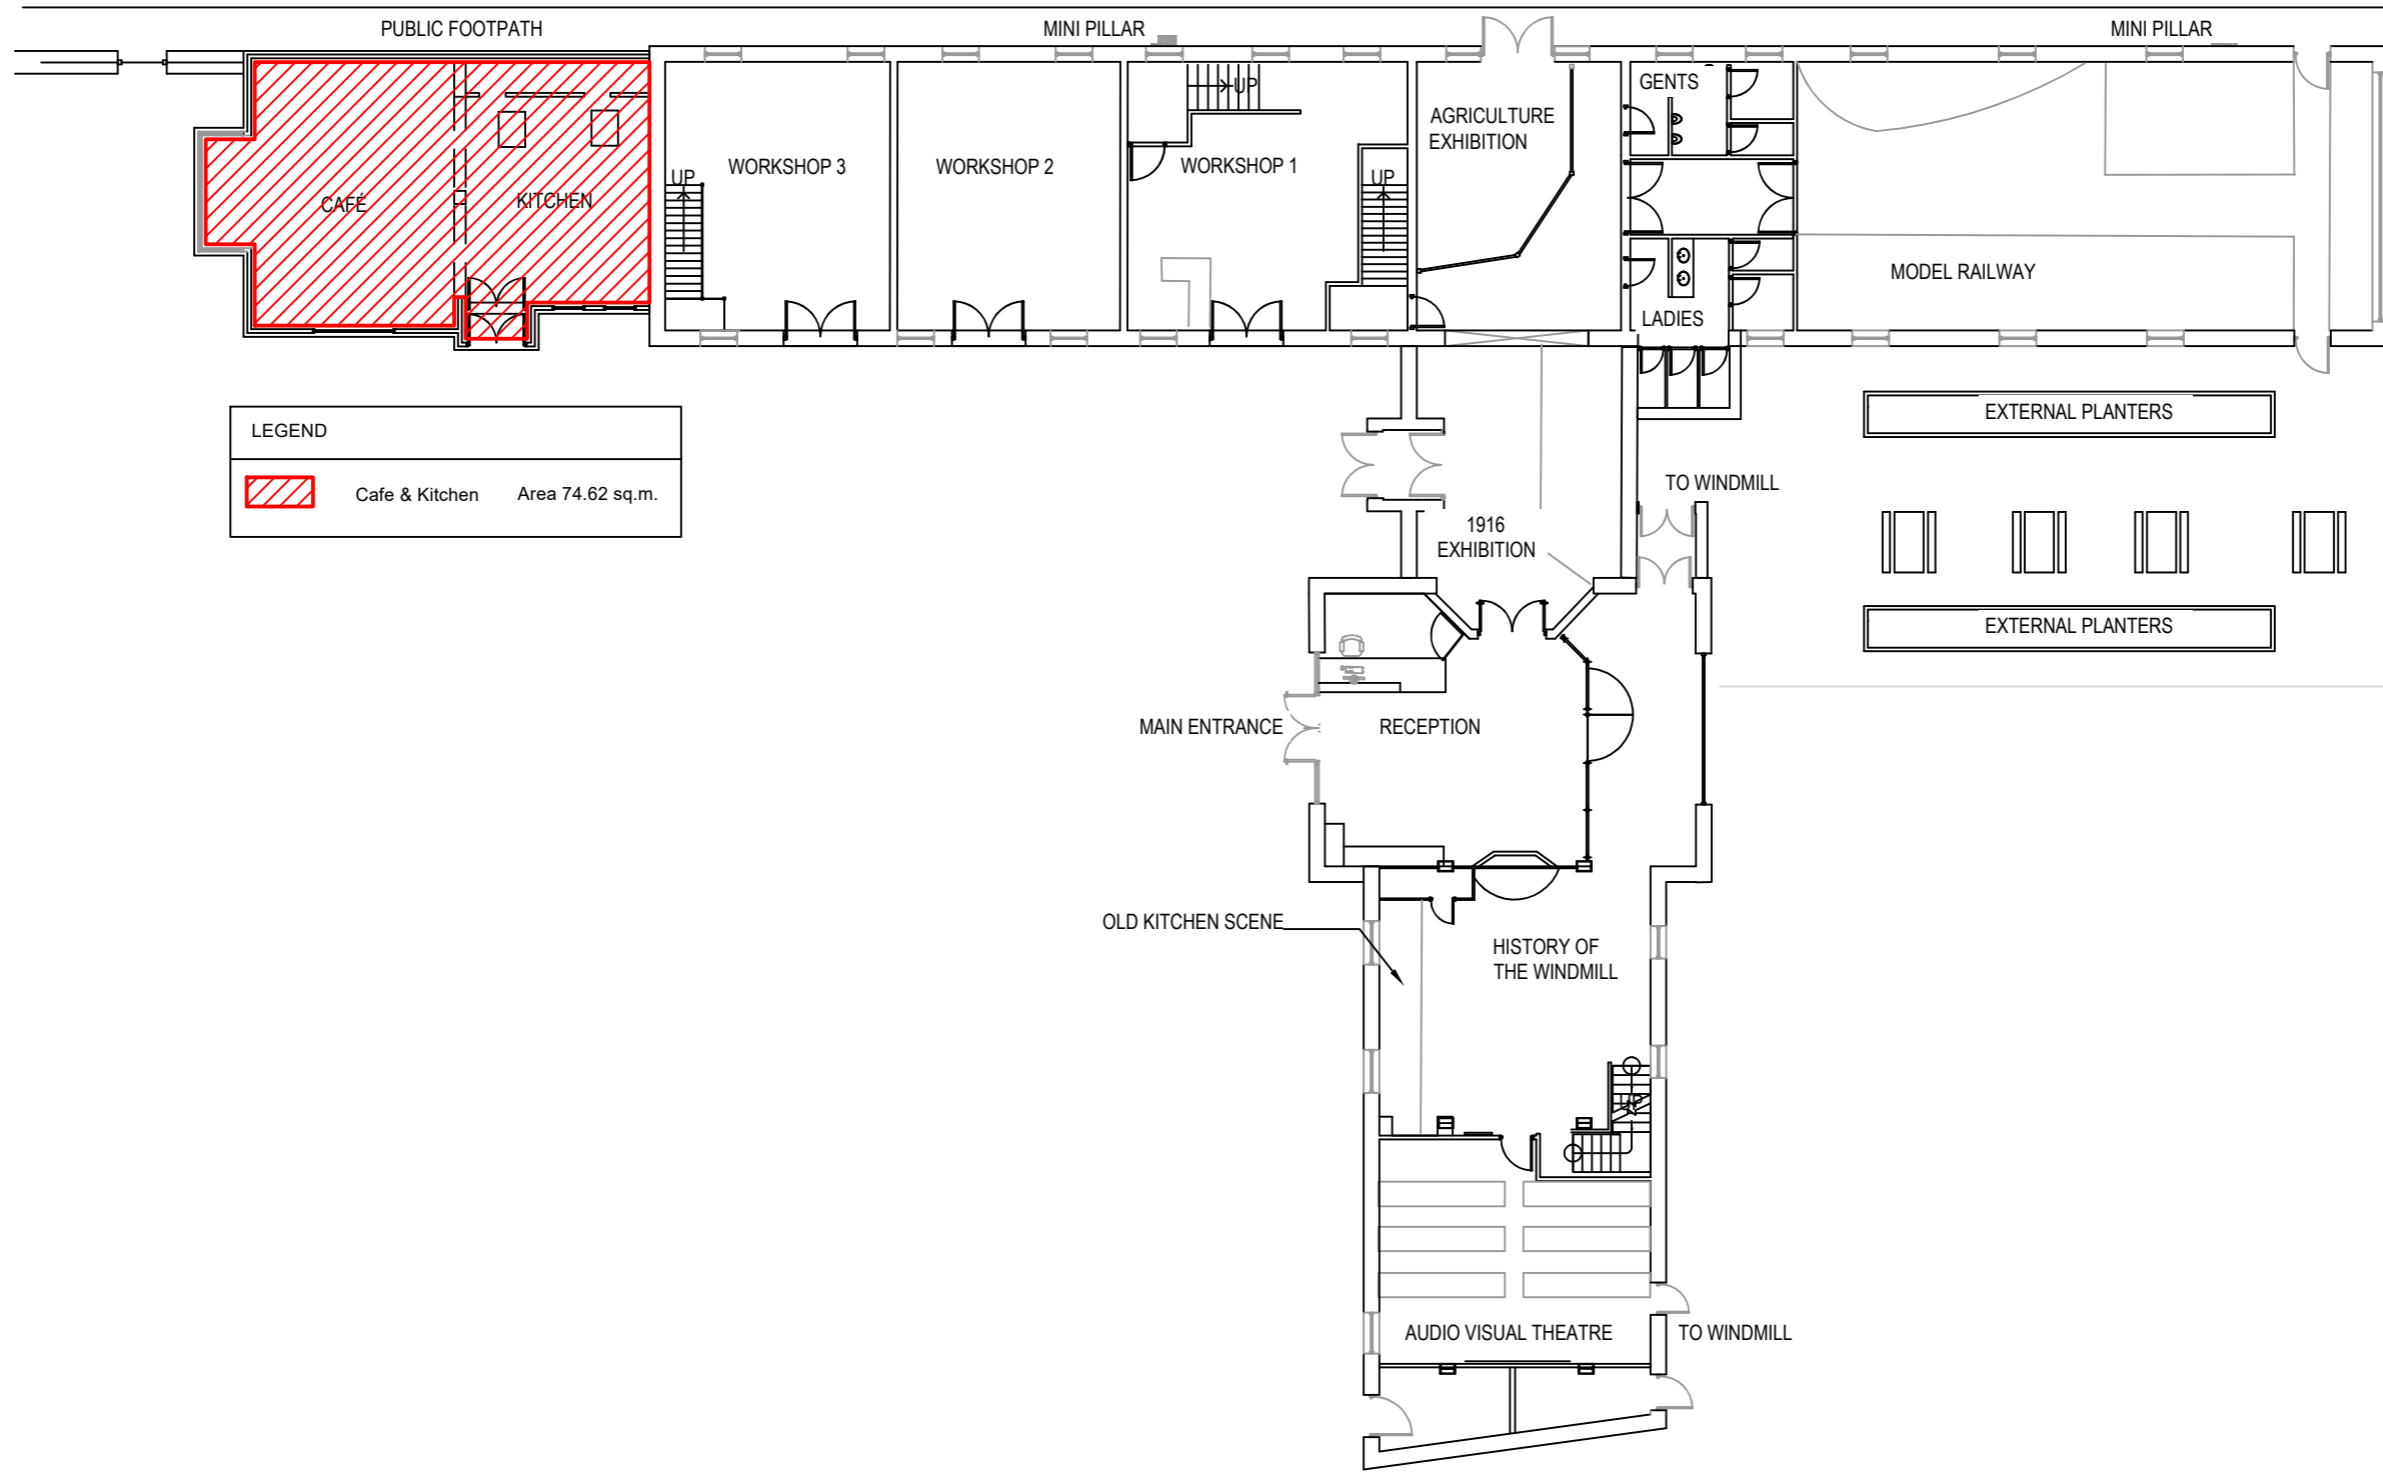 PUBLIC FOOTPATH
MINI PILLAR
MINI PILLAR
GENTS
UP
AGRICULTURE
EXHIBITION
WORKSHOP 3
WORKSHOP 2
WORKSHOP 1
UP
UP
CAFÉ
KITCHEN
MODEL RAILWAY
LADIES
EXTERNAL PLANTERS
LEGEND
Cafe & Kitchen Area 74.62 sq.m.
TO WINDMILL
1916
EXHIBITION
EXTERNAL PLANTERS
MAIN ENTRANCE
RECEPTION
OLD KITCHEN SCENE
HISTORY OF
THE WINDMILL
UP
AUDIO VISUAL THEATRE
TO WINDMILL